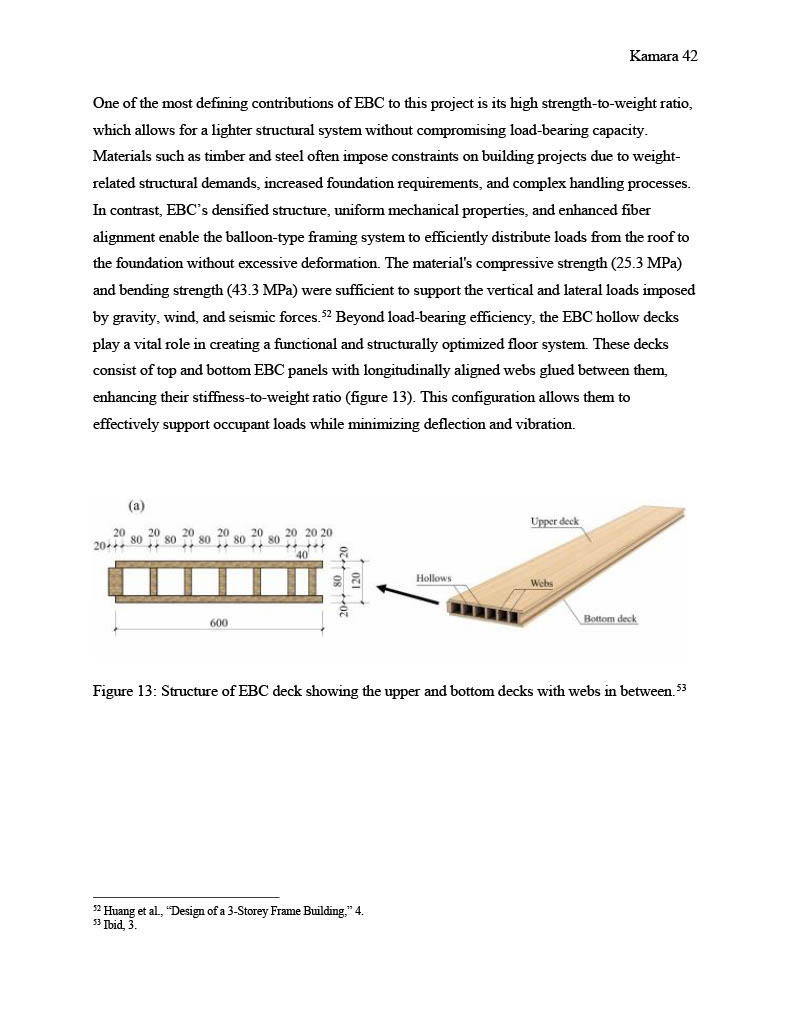 Kamara 42
One of the most defining contributions of EBC to this project is its high strength-to-weight ratio,
which allows for a lighter structural system without compromising load-bearing capacity.
Materials such as timber and steel often impose constraints on building projects due to weight-
related structural demands, increased foundation requirements, and complex handling processes.
In contrast, EBC’s densified structure, uniform mechanical properties, and enhanced fiber
alignment enable the balloon-type framing system to efficiently distribute loads from the roof to
the foundation without excessive deformation. The material's compressive strength (25.3 MPa)
and bending strength (43.3 MPa) were sufficient to support the vertical and lateral loads imposed
by gravity, wind, and seismic forces.52 Beyond load-bearing efficiency, the EBC hollow decks
play a vital role in creating a functional and structurally optimized floor system. These decks
consist of top and bottom EBC panels with longitudinally aligned webs glued between them,
enhancing their stiffness-to-weight ratio (figure 13). This configuration allows them to
effectively support occupant loads while minimizing deflection and vibration.
(a)
20 20 20 20 20 20 20 20
20 80 80 80 80 80
40
20
80
20
120
600
Upper deck
Hollows
Webs
Bottom deck
Figure 13: Structure of EBC deck showing the upper and bottom decks with webs in between.53
52 Huang et al., “Design of a 3-Storey Frame Building,” 4.
53 Ibid, 3.